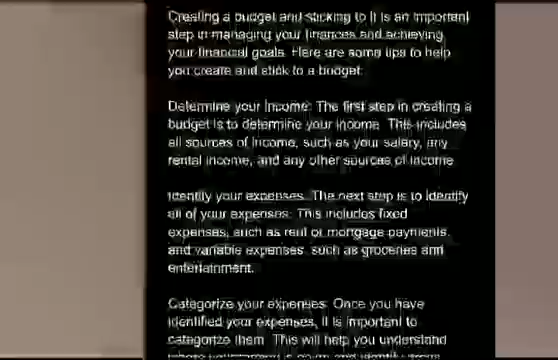 Creating a budget and sticking to it is an important
step in managing your finances and achieving
your financial goals. Here are some tips to help
you create and stick to a budget:
Determine your Income: The first step in creating a
budget is to determine your income. This includes
all sources of income, such as your salary, any
rental income, and any other sources of income.
Identify your expenses: The next step is to identify
all of your expenses. This includes fixed
expenses, such as rent or mortgage payments,
and variable expenses, such as groceries and
entertainment.
Categorize your expenses: Once you have
identified your expenses, it is important to
categorize them. This will help you understand